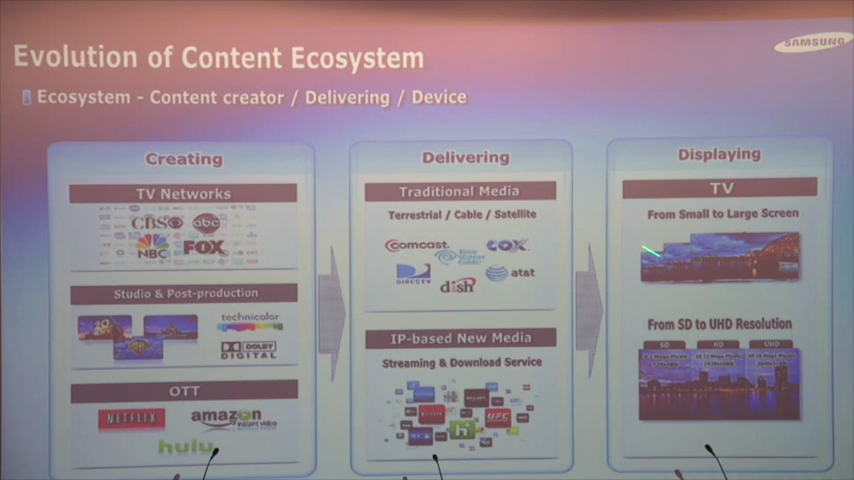 Evolution of Content Ecosystem
SAMSUNG
Ecosystem - Content creator / Delivering / Device
Creating
TV Networks
CBS abc
NBC FOX
Studio & Post-production
technicolor
DOLBY
DIGITAL
OTT
NETFLIX amazon
instant video
hulu
Delivering
Traditional Media
Terrestrial / Cable / Satellite
comcast. COX
Time
Warner
Cable
DIRECTV dish at&t
IP-based New Media
Streaming & Download Service
NETFLIX
UFC
h
Displaying
TV
From Small to Large Screen
From SD to UHD Resolution
SD HD UHD